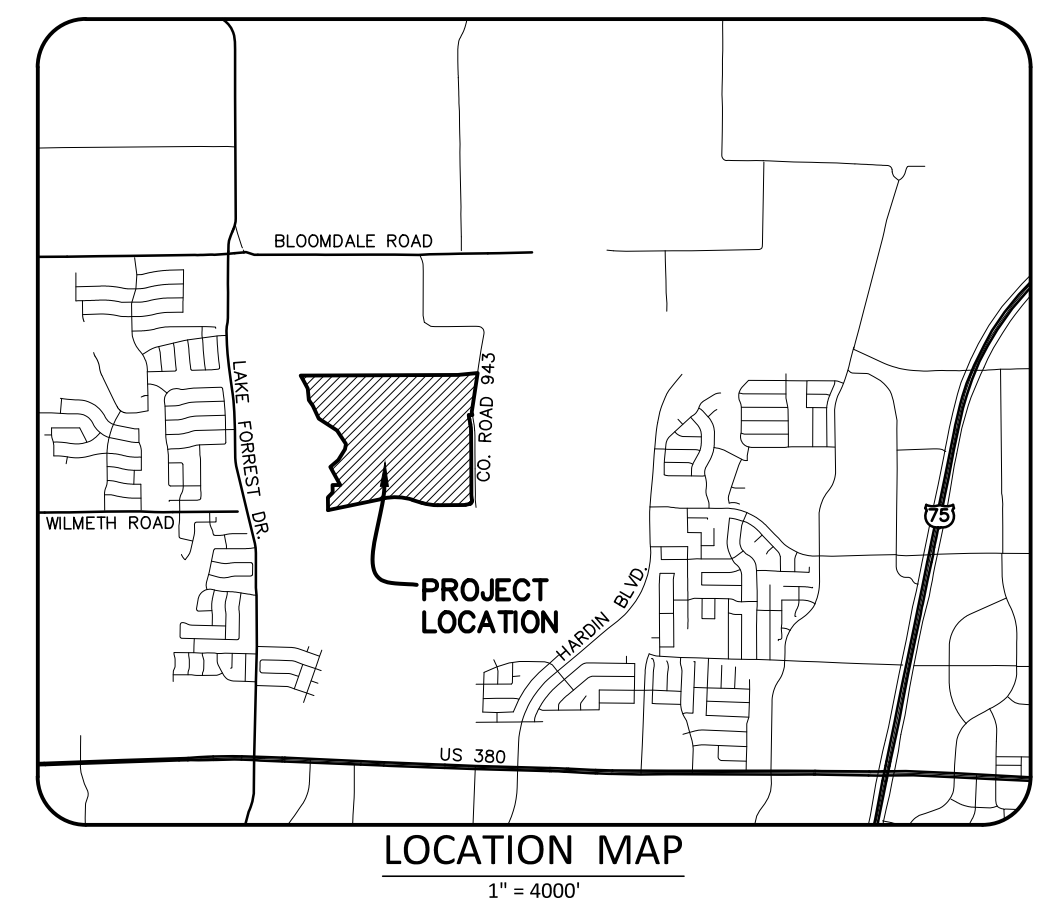 BLOOMDALE ROAD
LAKE FORREST DR.
CO. ROAD 943
WILMETH ROAD
75
PROJECT
LOCATION
HARDIN BLVD.
US 380
LOCATION MAP
1" = 4000'